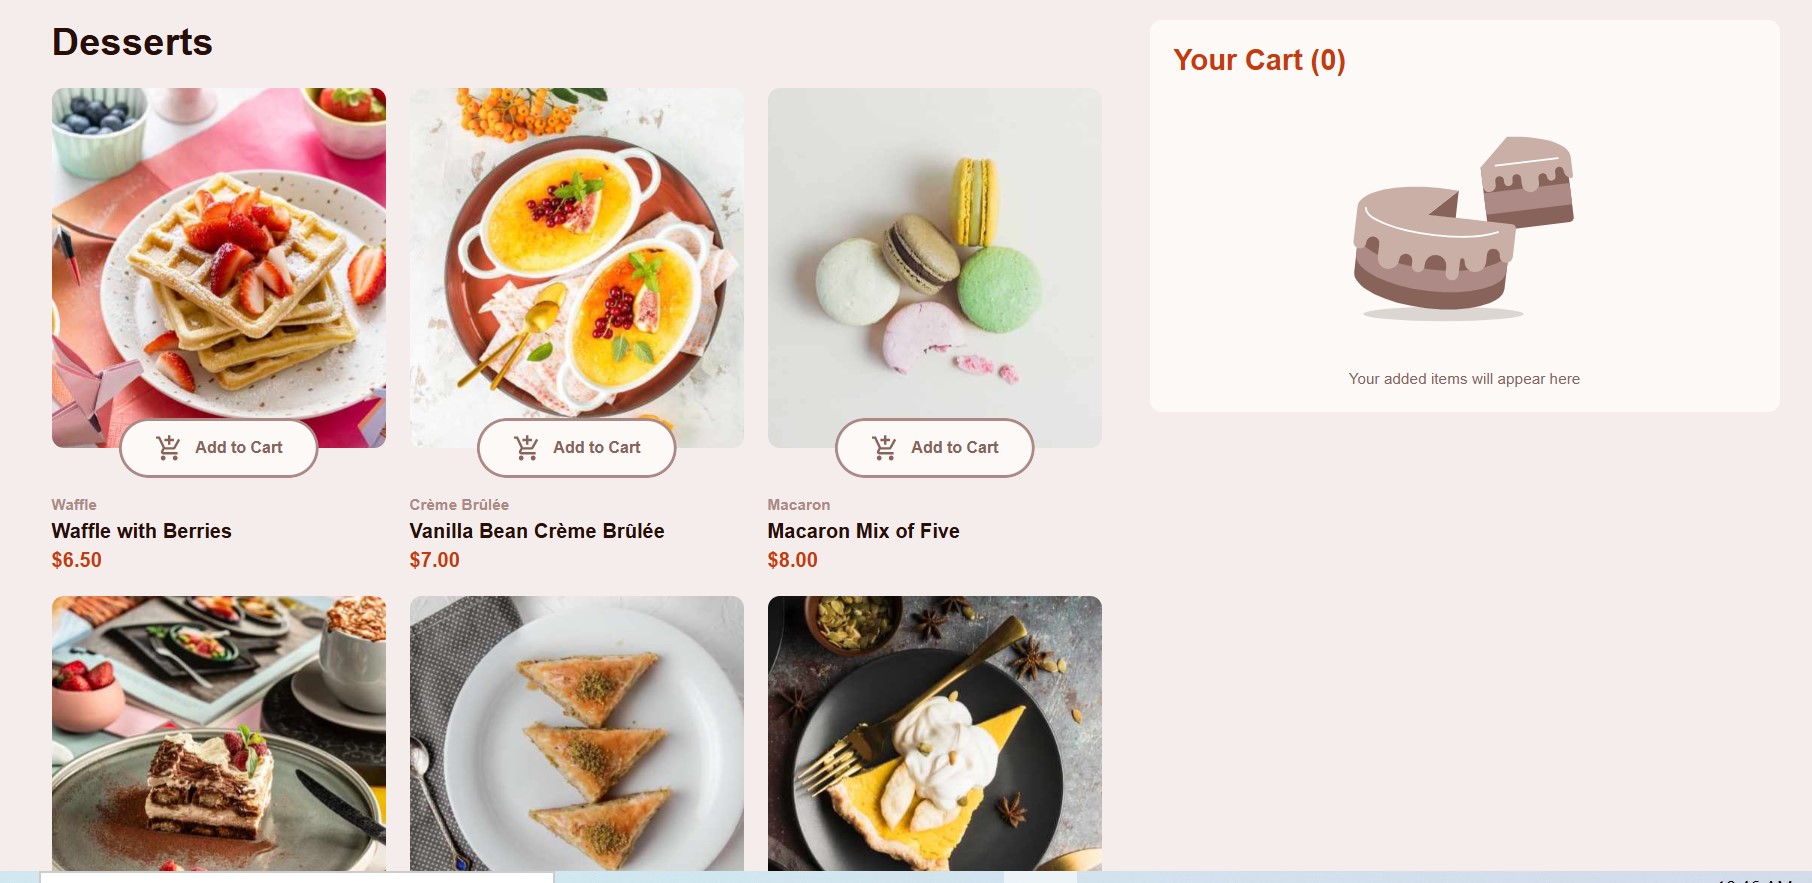 Desserts
Your Cart (0)
Your added items will appear here
Add to Cart
Add to Cart
Add to Cart
Waffle
Waffle with Berries
$6.50
Crème Brûlée
Vanilla Bean Crème Brûlée
$7.00
Macaron
Macaron Mix of Five
$8.00